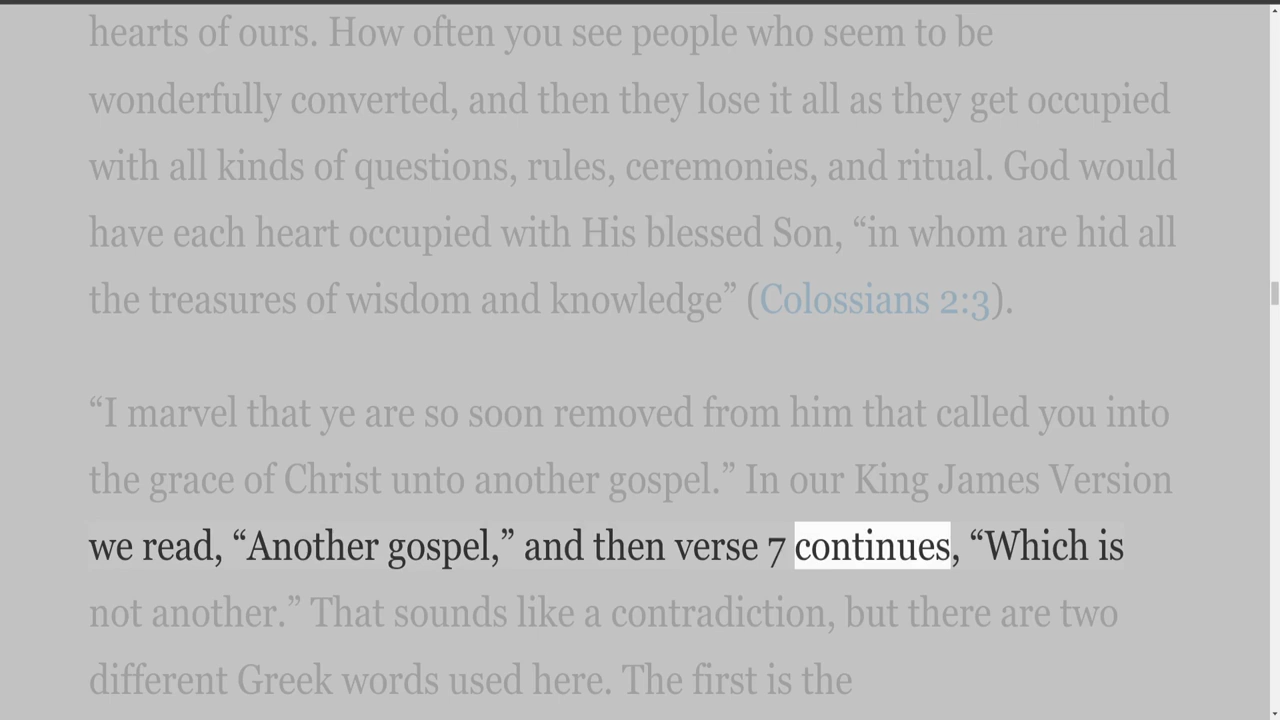 hearts of ours. How often you see people who seem to be
wonderfully converted, and then they lose it all as they get occupied
with all kinds of questions, rules, ceremonies, and ritual. God would
have each heart occupied with His blessed Son, “in whom are hid all
the treasures of wisdom and knowledge” (Colossians 2:3).
“I marvel that ye are so soon removed from him that called you into
the grace of Christ unto another gospel.” In our King James Version
we read, “Another gospel,” and then verse 7 continues, “Which is
not another.” That sounds like a contradiction, but there are two
different Greek words used here. The first is the